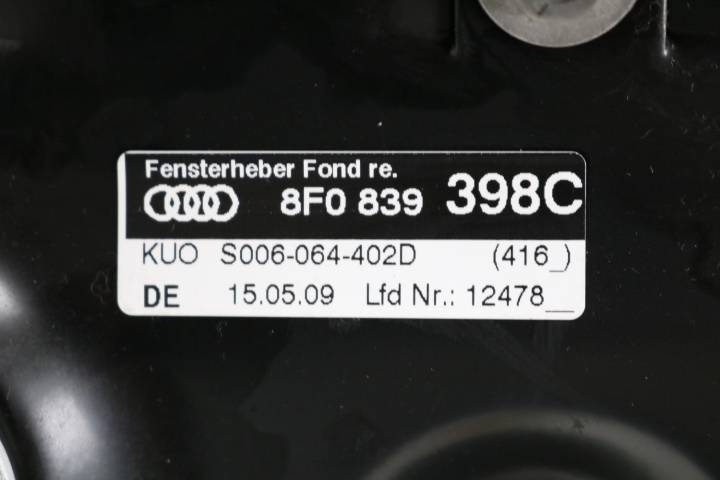 Fensterheber Fond re.
8F0 839 398C
KUO S006-064-402D (416_)
DE 15.05.09 Lfd Nr.: 12478__